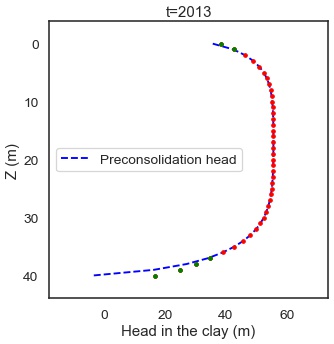 t=2013
0
10
20
30
40
Z (m)
Preconsolidation head
0 20 40 60
Head in the clay (m)